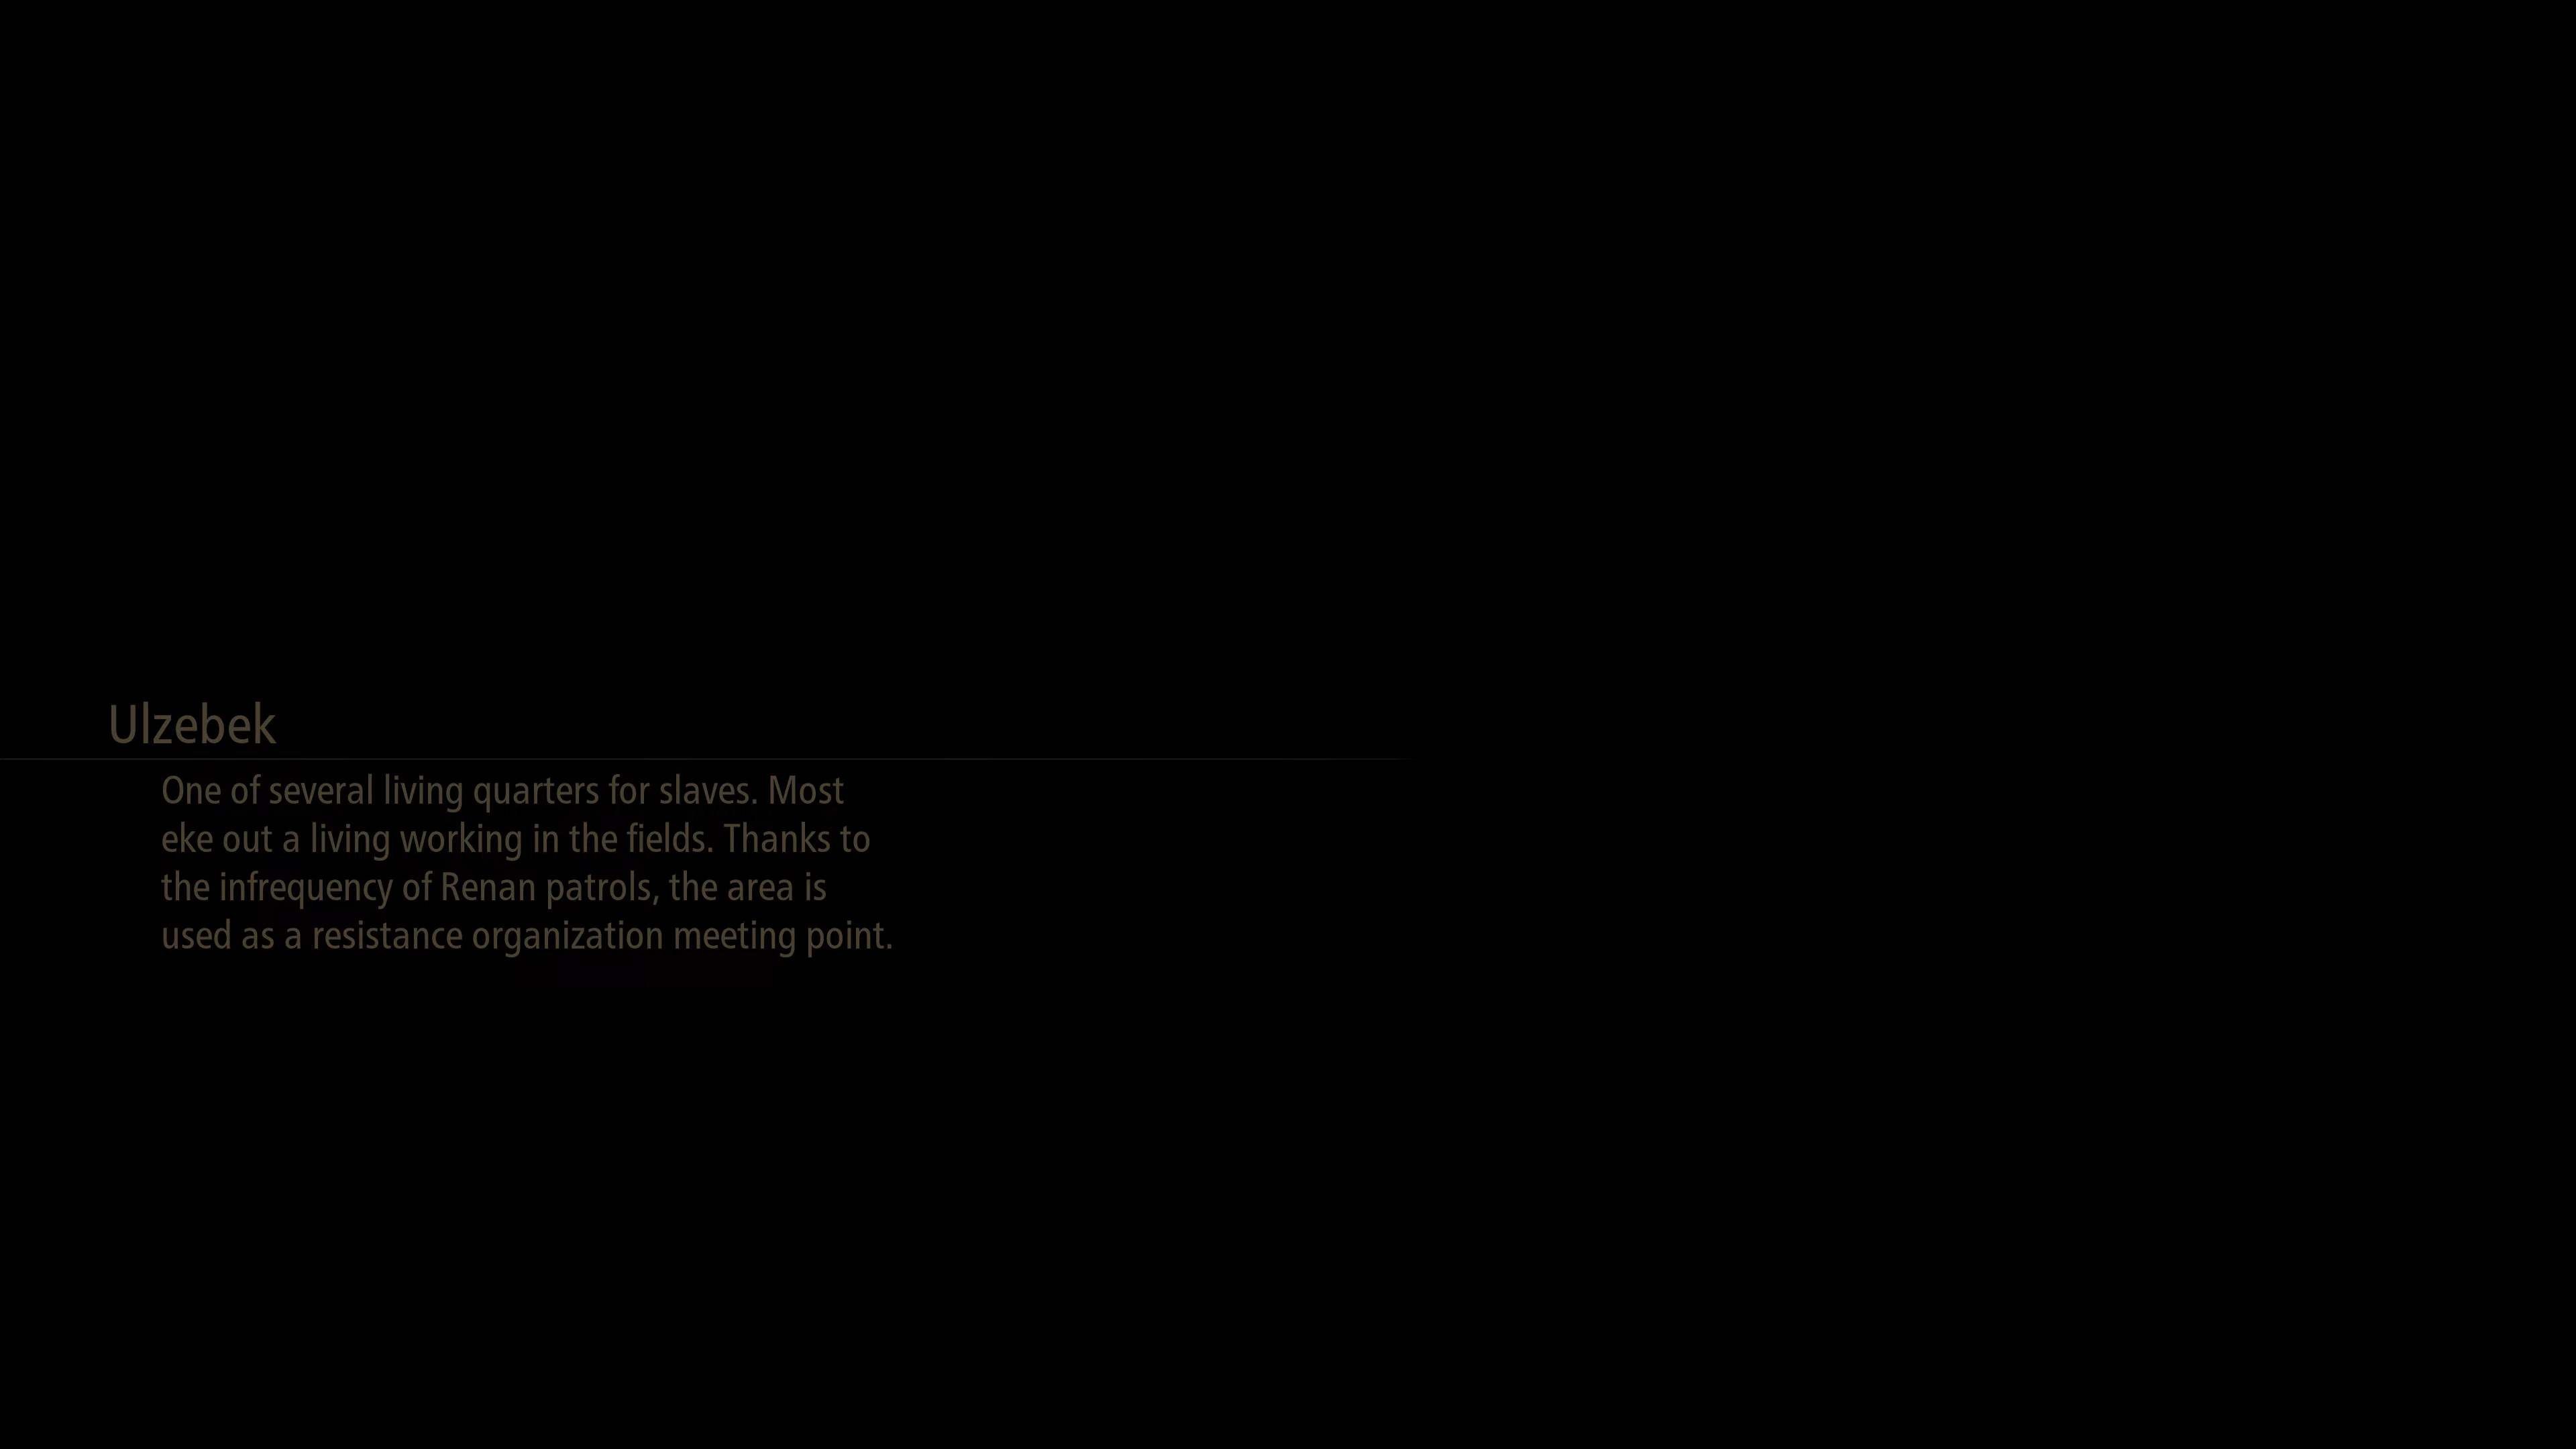 Ulzebek
One of several living quarters for slaves. Most
eke out a living working in the fields. Thanks to
the infrequency of Renan patrols, the area is
used as a resistance organization meeting point.